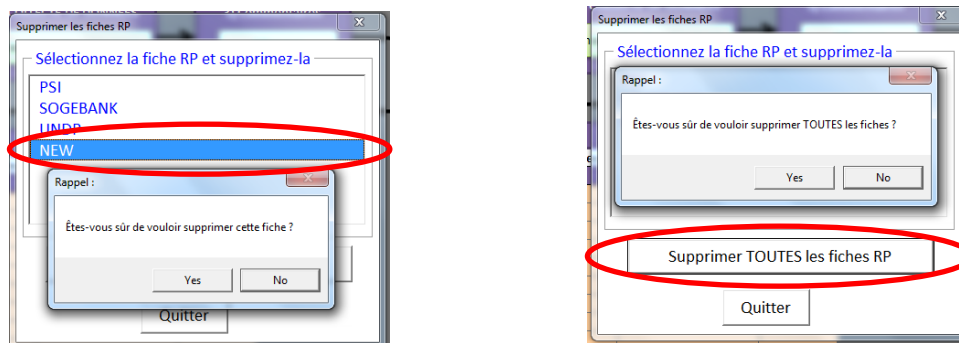 Supprimer les fiches RP
Sélectionnez la fiche RP et supprimez-la
PSI
SOGEBANK
UNDP
NEW
Rappel :
Êtes-vous sûr de vouloir supprimer cette fiche ?
Yes
No
Quitter
Supprimer les fiches RP
Sélectionnez la fiche RP et supprimez-la
Rappel :
Êtes-vous sûr de vouloir supprimer TOUTES les fiches ?
Yes
No
Supprimer TOUTES les fiches RP
Quitter